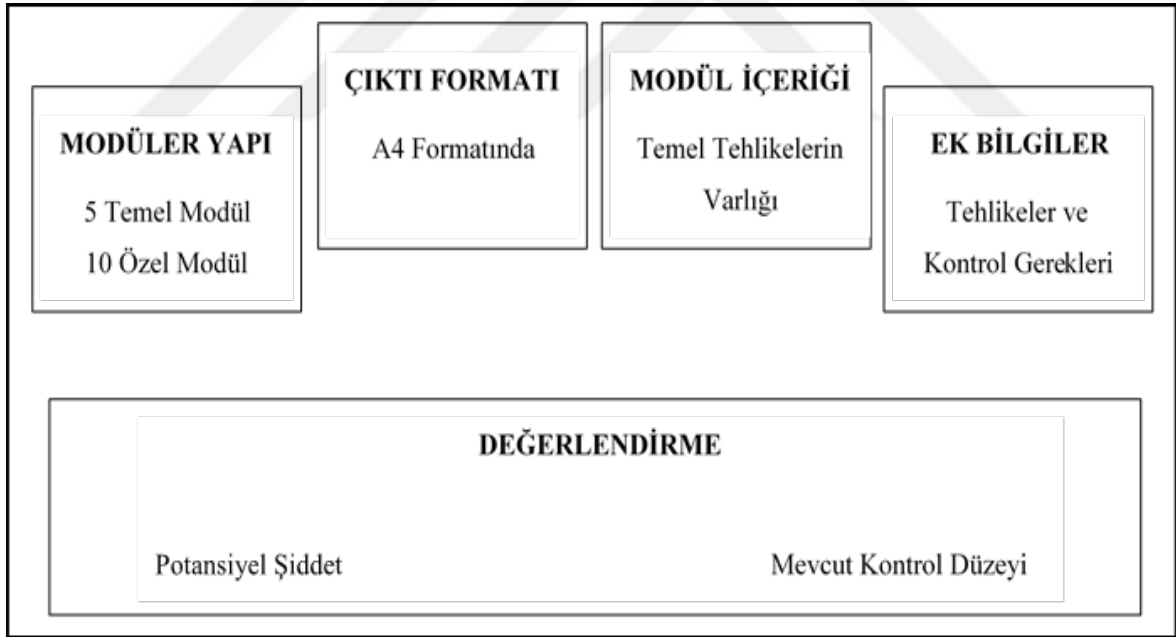 MODÜLER YAPI
5 Temel Modül
10 Özel Modül
ÇIKTI FORMATI
A4 Formatında
MODÜL İÇERİĞİ
Temel Tehlikelerin
Varlığı
EK BİLGİLER
Tehlikeler ve
Kontrol Gerekleri
DEĞERLENDİRME
Potansiyel Şiddet
Mevcut Kontrol Düzeyi